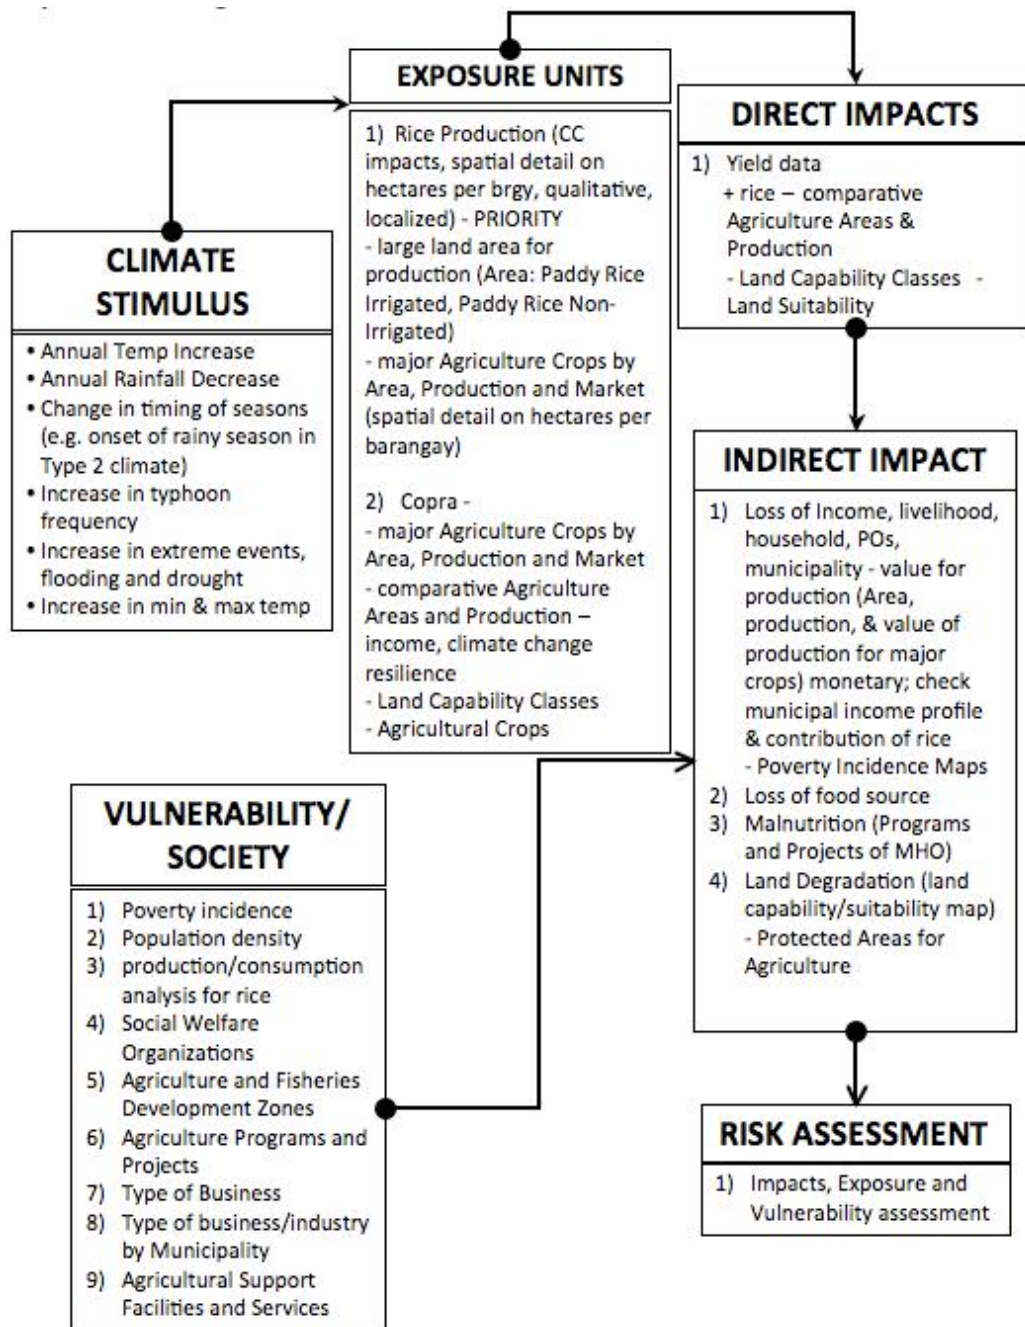 EXPOSURE UNITS
1) Rice Production (CC
impacts, spatial detail on
hectares per brgy, qualitative,
localized) - PRIORITY
- large land area for
production (Area: Paddy Rice
Irrigated, Paddy Rice Non-
Irrigated)
- major Agriculture Crops by
Area, Production and Market
(spatial detail on hectares per
barangay)
2) Copra -
- major Agriculture Crops by
Area, Production and Market
- comparative Agriculture
Areas and Production –
income, climate change
resilience
- Land Capability Classes
- Agricultural Crops
DIRECT IMPACTS
1) Yield data
+ rice – comparative
Agriculture Areas &
Production
- Land Capability Classes -
Land Suitability
CLIMATE
STIMULUS
• Annual Temp Increase
• Annual Rainfall Decrease
• Change in timing of seasons
(e.g. onset of rainy season in
Type 2 climate)
• Increase in typhoon
frequency
• Increase in extreme events,
flooding and drought
• Increase in min & max temp
INDIRECT IMPACT
1) Loss of Income, livelihood,
household, POs,
municipality - value for
production (Area,
production, & value of
production for major
crops) monetary; check
municipal income profile
& contribution of rice
- Poverty Incidence Maps
2) Loss of food source
3) Malnutrition (Programs
and Projects of MHO)
4) Land Degradation (land
capability/suitability map)
- Protected Areas for
Agriculture
VULNERABILITY/
SOCIETY
1) Poverty incidence
2) Population density
3) production/consumption
analysis for rice
4) Social Welfare
Organizations
5) Agriculture and Fisheries
Development Zones
6) Agriculture Programs and
Projects
7) Type of Business
8) Type of business/industry
by Municipality
9) Agricultural Support
Facilities and Services
RISK ASSESSMENT
1) Impacts, Exposure and
Vulnerability assessment